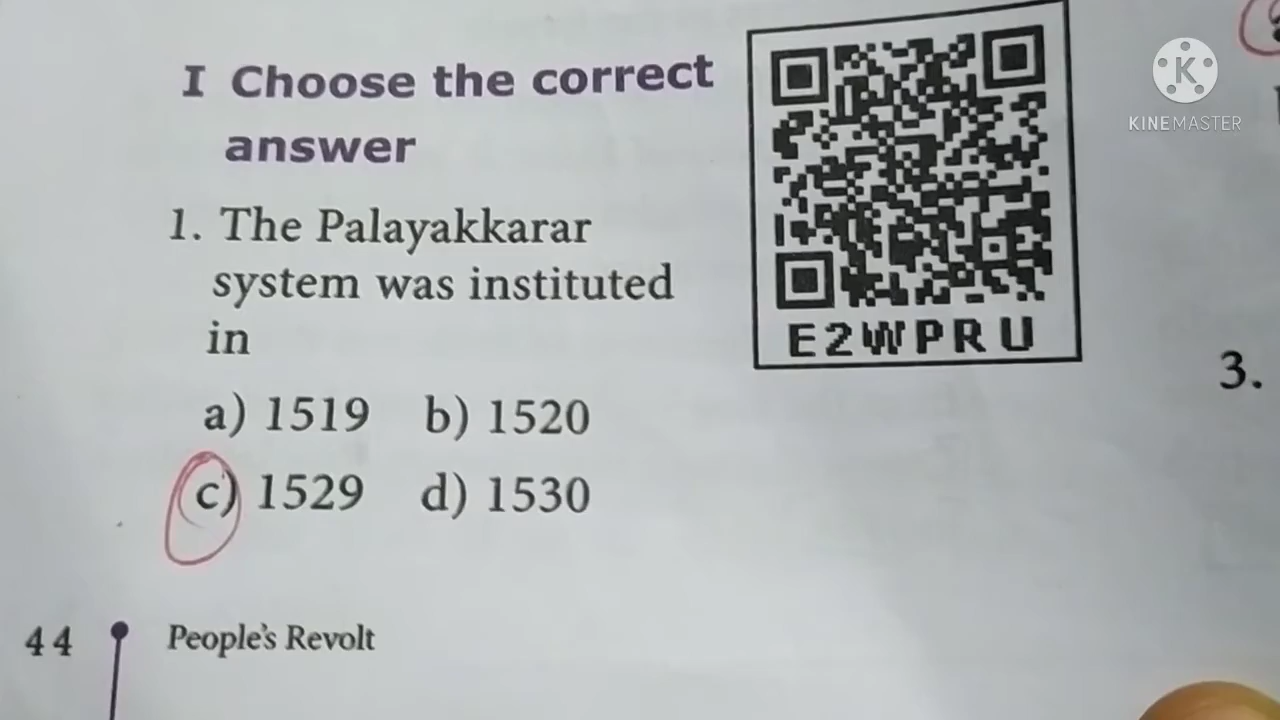 I Choose the correct
answer
1. The Palayakkarar
system was instituted
in
a) 1519 b) 1520
c) 1529 d) 1530
E2WPRU
KINEMASTER
3.
44 People's Revolt